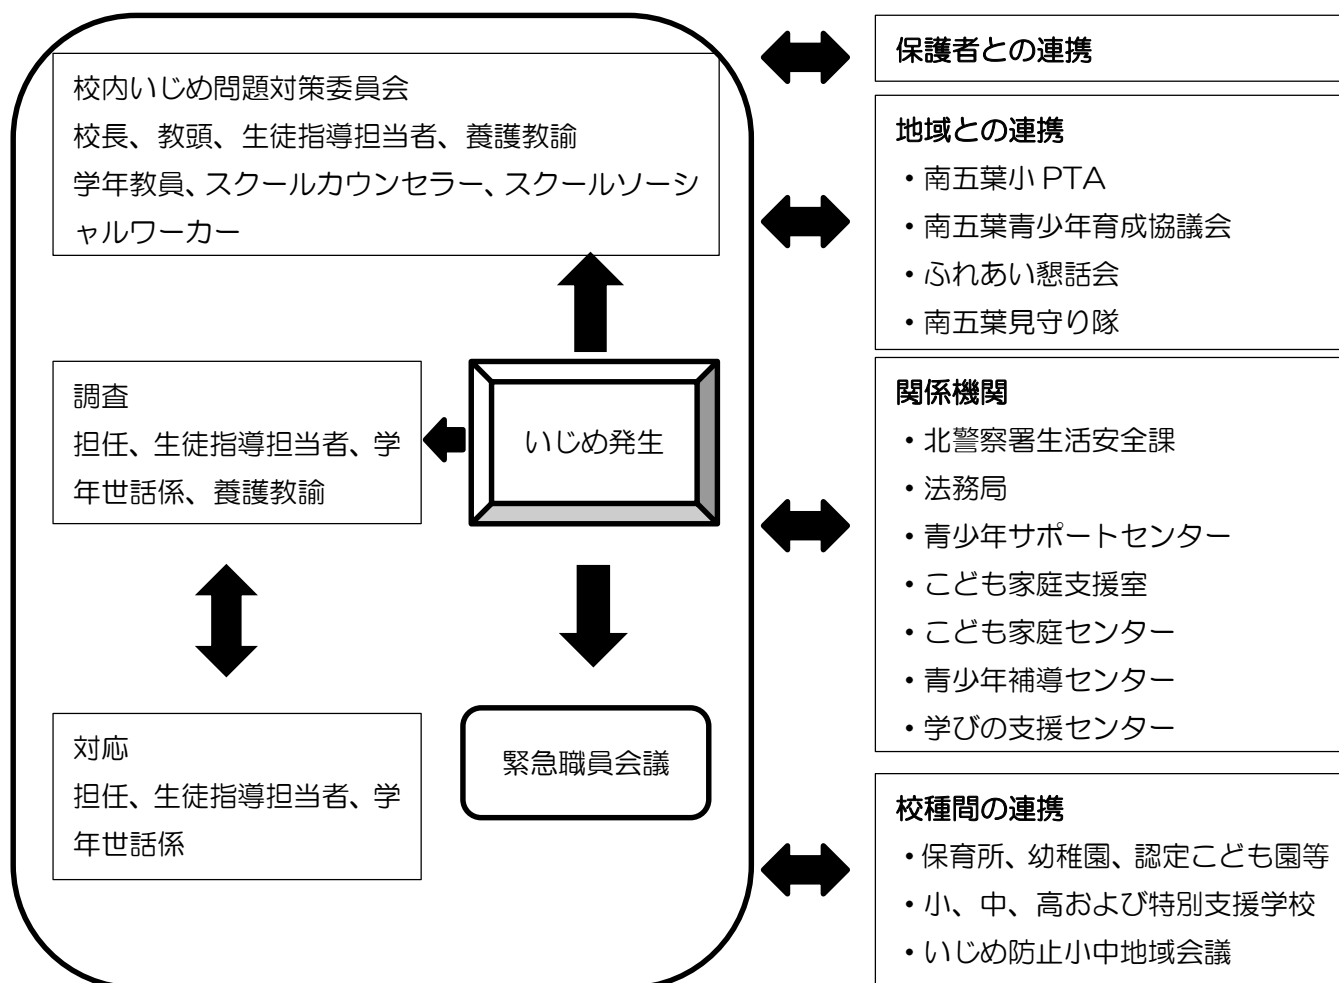 校内いじめ問題対策委員会
校長、教頭、生徒指導担当者、養護教諭
学年教員、スクールカウンセラー、スクールソーシ
ャルワーカー
調査
担任、生徒指導担当者、学
年世話係、養護教諭
いじめ発生
対応
担任、生徒指導担当者、学
年世話係
緊急職員会議
保護者との連携
地域との連携
・南五葉小 PTA
・南五葉青少年育成協議会
・ふれあい懇話会
・南五葉見守り隊
関係機関
・北警察署生活安全課
・法務局
・青少年サポートセンター
・こども家庭支援室
・こども家庭センター
・青少年補導センター
・学びの支援センター
校種間の連携
・保育所、幼稚園、認定こども園等
・小、中、高および特別支援学校
・いじめ防止小中地域会議